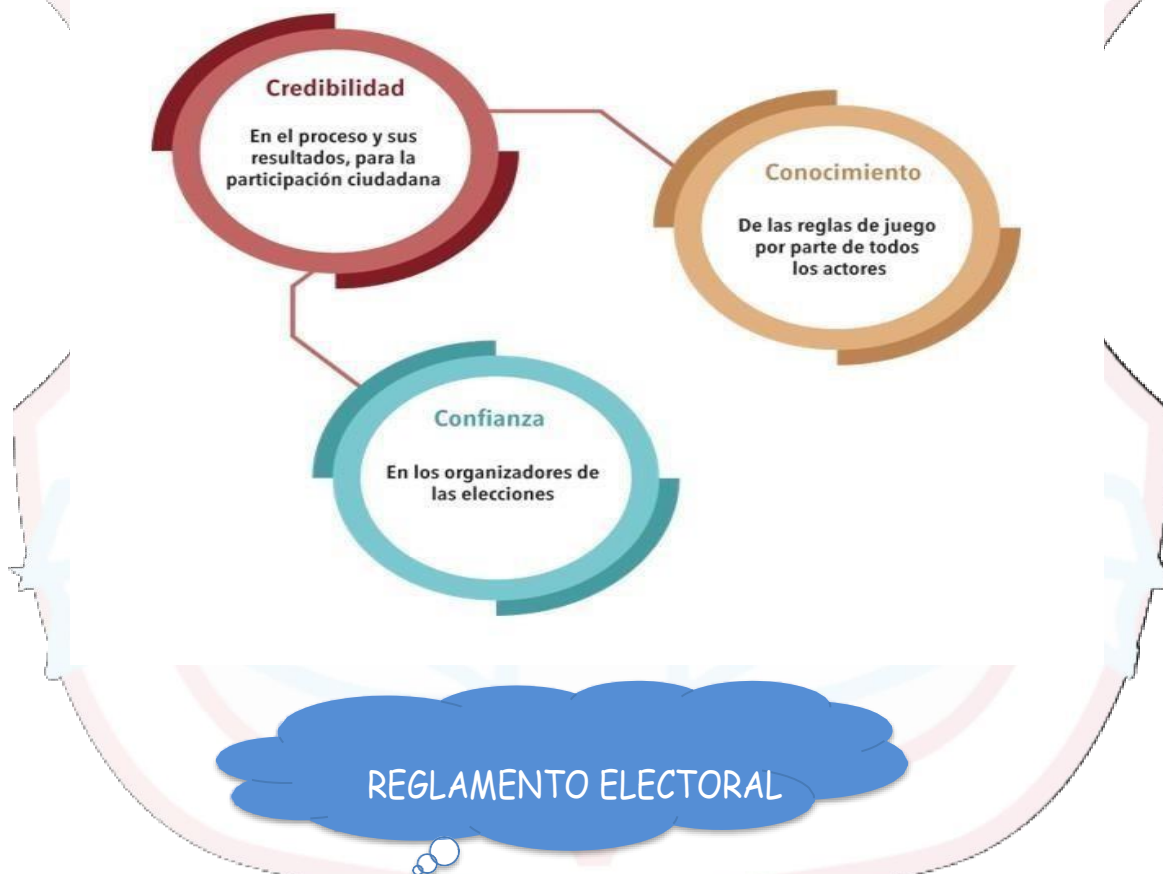 Credibilidad
En el proceso y sus
resultados, para la
participación ciudadana
Conocimiento
De las reglas de juego
por parte de todos
los actores
Confianza
En los organizadores de
las elecciones
REGLAMENTO ELECTORAL